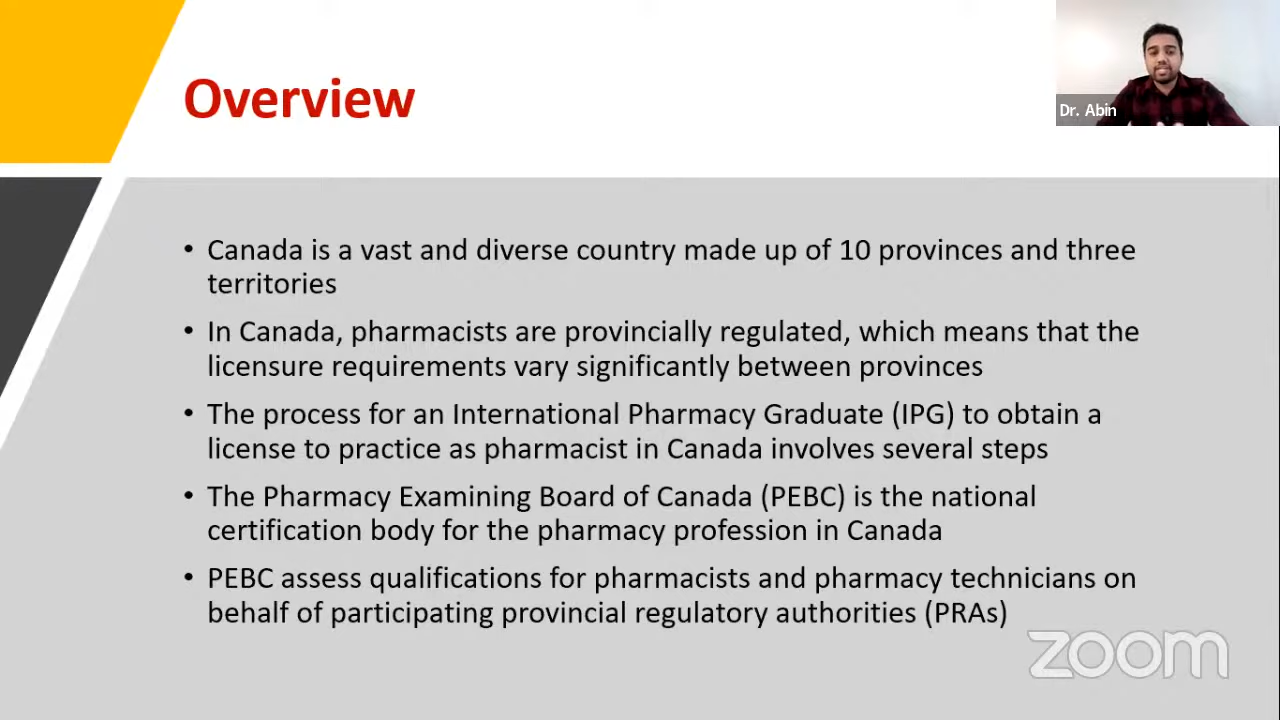 Overview
Dr. Abin
• Canada is a vast and diverse country made up of 10 provinces and three
territories
• In Canada, pharmacists are provincially regulated, which means that the
licensure requirements vary significantly between provinces
• The process for an International Pharmacy Graduate (IPG) to obtain a
license to practice as pharmacist in Canada involves several steps
• The Pharmacy Examining Board of Canada (PEBC) is the national
certification body for the pharmacy profession in Canada
• PEBC assess qualifications for pharmacists and pharmacy technicians on
behalf of participating provincial regulatory authorities (PRAs)
zoom